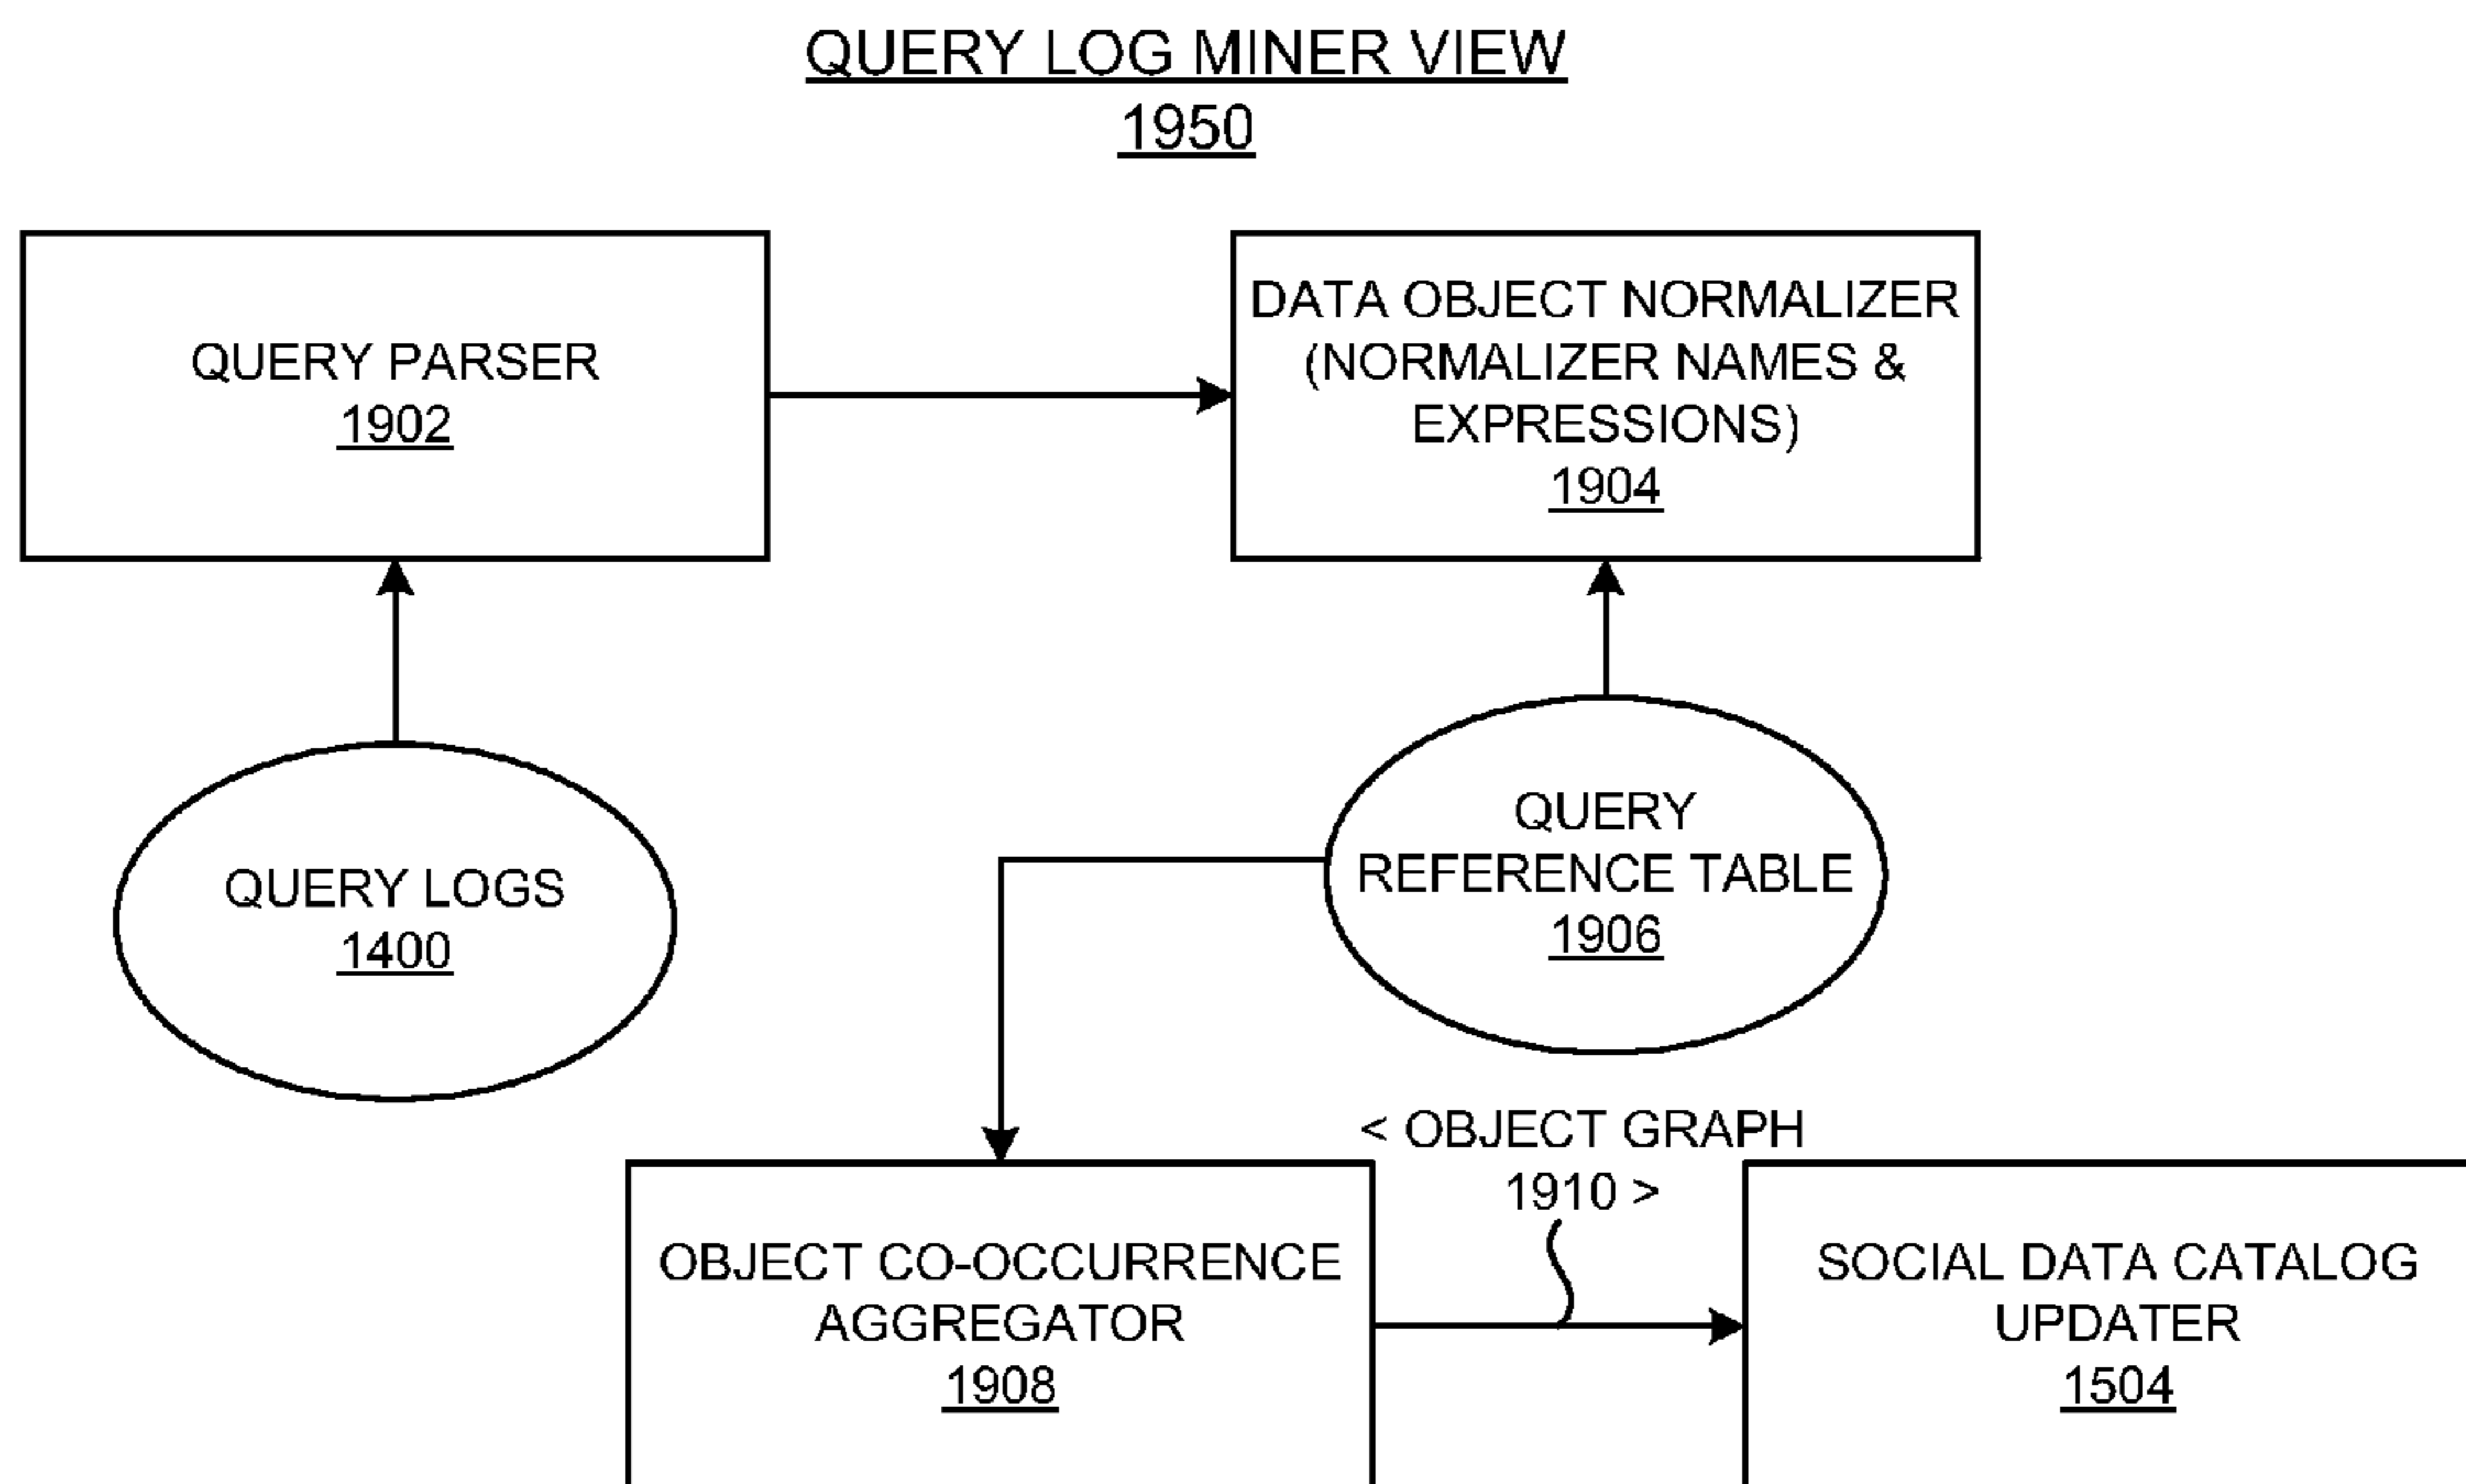 QUERY LOG MINER VIEW
1950
QUERY PARSER
1902
DATA OBJECT NORMALIZER
(NORMALIZER NAMES &
EXPRESSIONS)
1904
QUERY LOGS
1400
QUERY
REFERENCE TABLE
1906
< OBJECT GRAPH
1910 >
OBJECT CO-OCCURRENCE
AGGREGATOR
1908
SOCIAL DATA CATALOG
UPDATER
1504